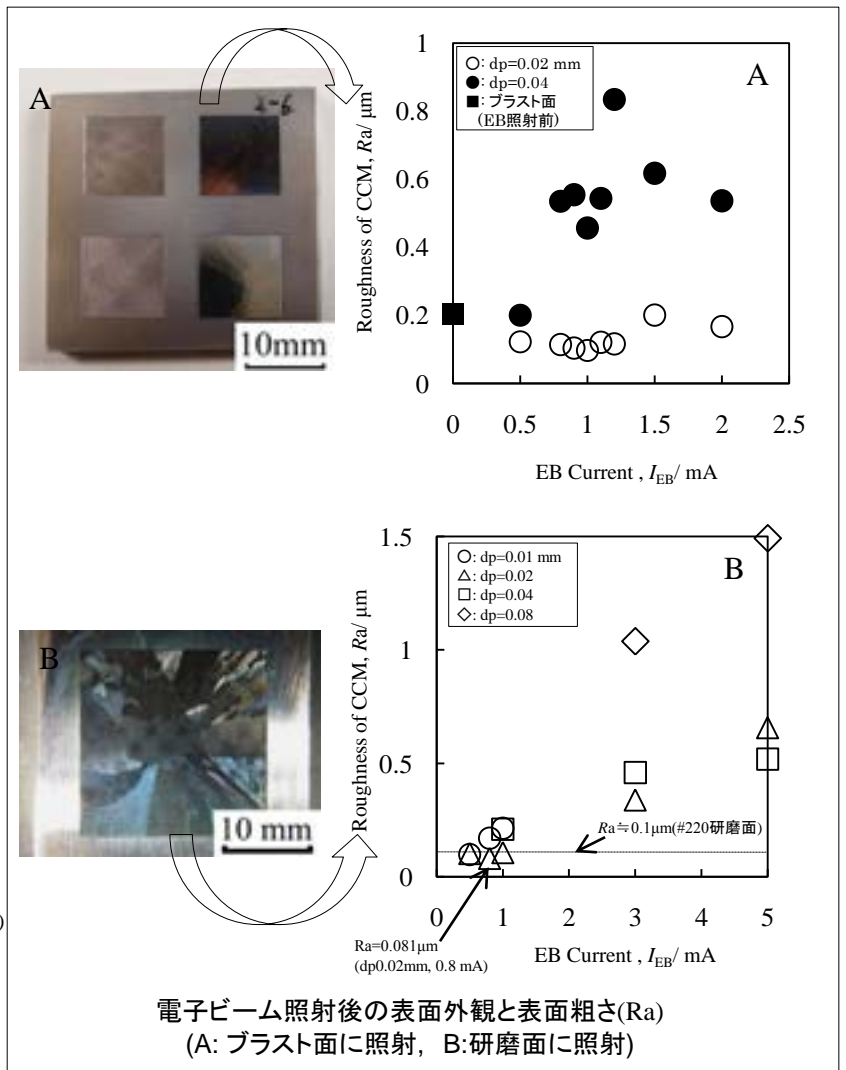 A
2-6
10mm
Roughness of CCM, Ra/ μm
1
0.8
0.6
0.4
0.2
0
○: dp=0.02 mm
●: dp=0.04
■: ブラスト面
(EB照射前)
A
0 0.5 1 1.5 2 2.5
EB Current , IEB/ mA
B
10 mm
Roughness of CCM, Ra/ μm
1.5
1
0.5
0
○: dp=0.01 mm
△: dp=0.02
□: dp=0.04
◇: dp=0.08
B
Ra≒0.1μm(#220研磨面)
0 1 2 3 4 5
Ra=0.081μm
(dp0.02mm, 0.8 mA)
EB Current , IEB/ mA
)
電子ビーム照射後の表面外観と表面粗さ(Ra)
(A: ブラスト面に照射, B:研磨面に照射)